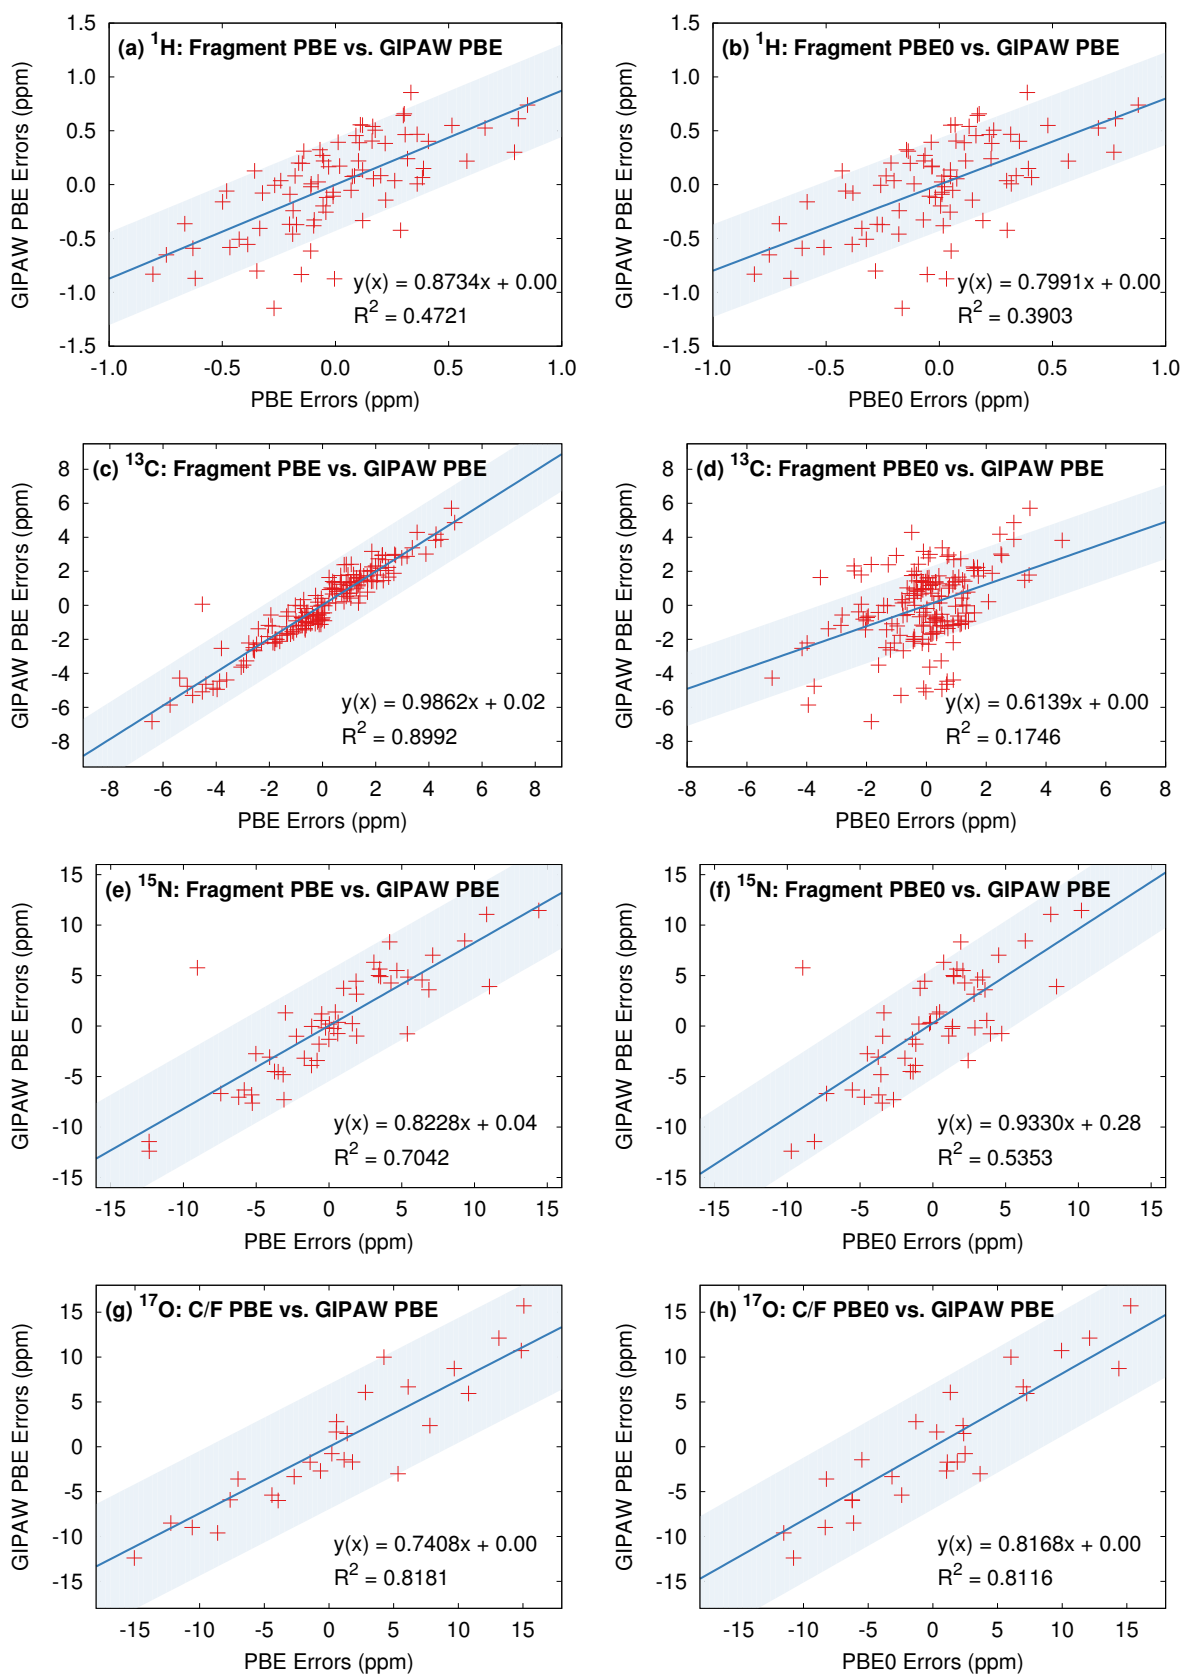 (a) ¹H: Fragment PBE vs. GIPAW PBE
GIPAW PBE Errors (ppm)
1.5
1.0
0.5
0.0
-0.5
-1.0
-1.5
y(x) = 0.8734x + 0.00
R² = 0.4721
-1.0 -0.5 0.0 0.5 1.0
PBE Errors (ppm)
(b) ¹H: Fragment PBE0 vs. GIPAW PBE
GIPAW PBE Errors (ppm)
1.5
1.0
0.5
0.0
-0.5
-1.0
-1.5
y(x) = 0.7991x + 0.00
R² = 0.3903
-1.0 -0.5 0.0 0.5 1.0
PBE0 Errors (ppm)
(c) ¹³C: Fragment PBE vs. GIPAW PBE
GIPAW PBE Errors (ppm)
8
6
4
2
0
-2
-4
-6
-8
y(x) = 0.9862x + 0.02
R² = 0.8992
-8 -6 -4 -2 0 2 4 6 8
PBE Errors (ppm)
(d) ¹³C: Fragment PBE0 vs. GIPAW PBE
GIPAW PBE Errors (ppm)
8
6
4
2
0
-2
-4
-6
-8
y(x) = 0.6139x + 0.00
R² = 0.1746
-8 -6 -4 -2 0 2 4 6 8
PBE0 Errors (ppm)
(e) ¹⁵N: Fragment PBE vs. GIPAW PBE
GIPAW PBE Errors (ppm)
15
10
5
0
-5
-10
-15
y(x) = 0.8228x + 0.04
R² = 0.7042
-15 -10 -5 0 5 10 15
PBE Errors (ppm)
(f) ¹⁵N: Fragment PBE0 vs. GIPAW PBE
GIPAW PBE Errors (ppm)
15
10
5
0
-5
-10
-15
y(x) = 0.9330x + 0.28
R² = 0.5353
-15 -10 -5 0 5 10 15
PBE0 Errors (ppm)
(g) ¹⁷O: C/F PBE vs. GIPAW PBE
GIPAW PBE Errors (ppm)
15
10
5
0
-5
-10
-15
y(x) = 0.7408x + 0.00
R² = 0.8181
-15 -10 -5 0 5 10 15
PBE Errors (ppm)
(h) ¹⁷O: C/F PBE0 vs. GIPAW PBE
GIPAW PBE Errors (ppm)
15
10
5
0
-5
-10
-15
y(x) = 0.8168x + 0.00
R² = 0.8116
-15 -10 -5 0 5 10 15
PBE0 Errors (ppm)